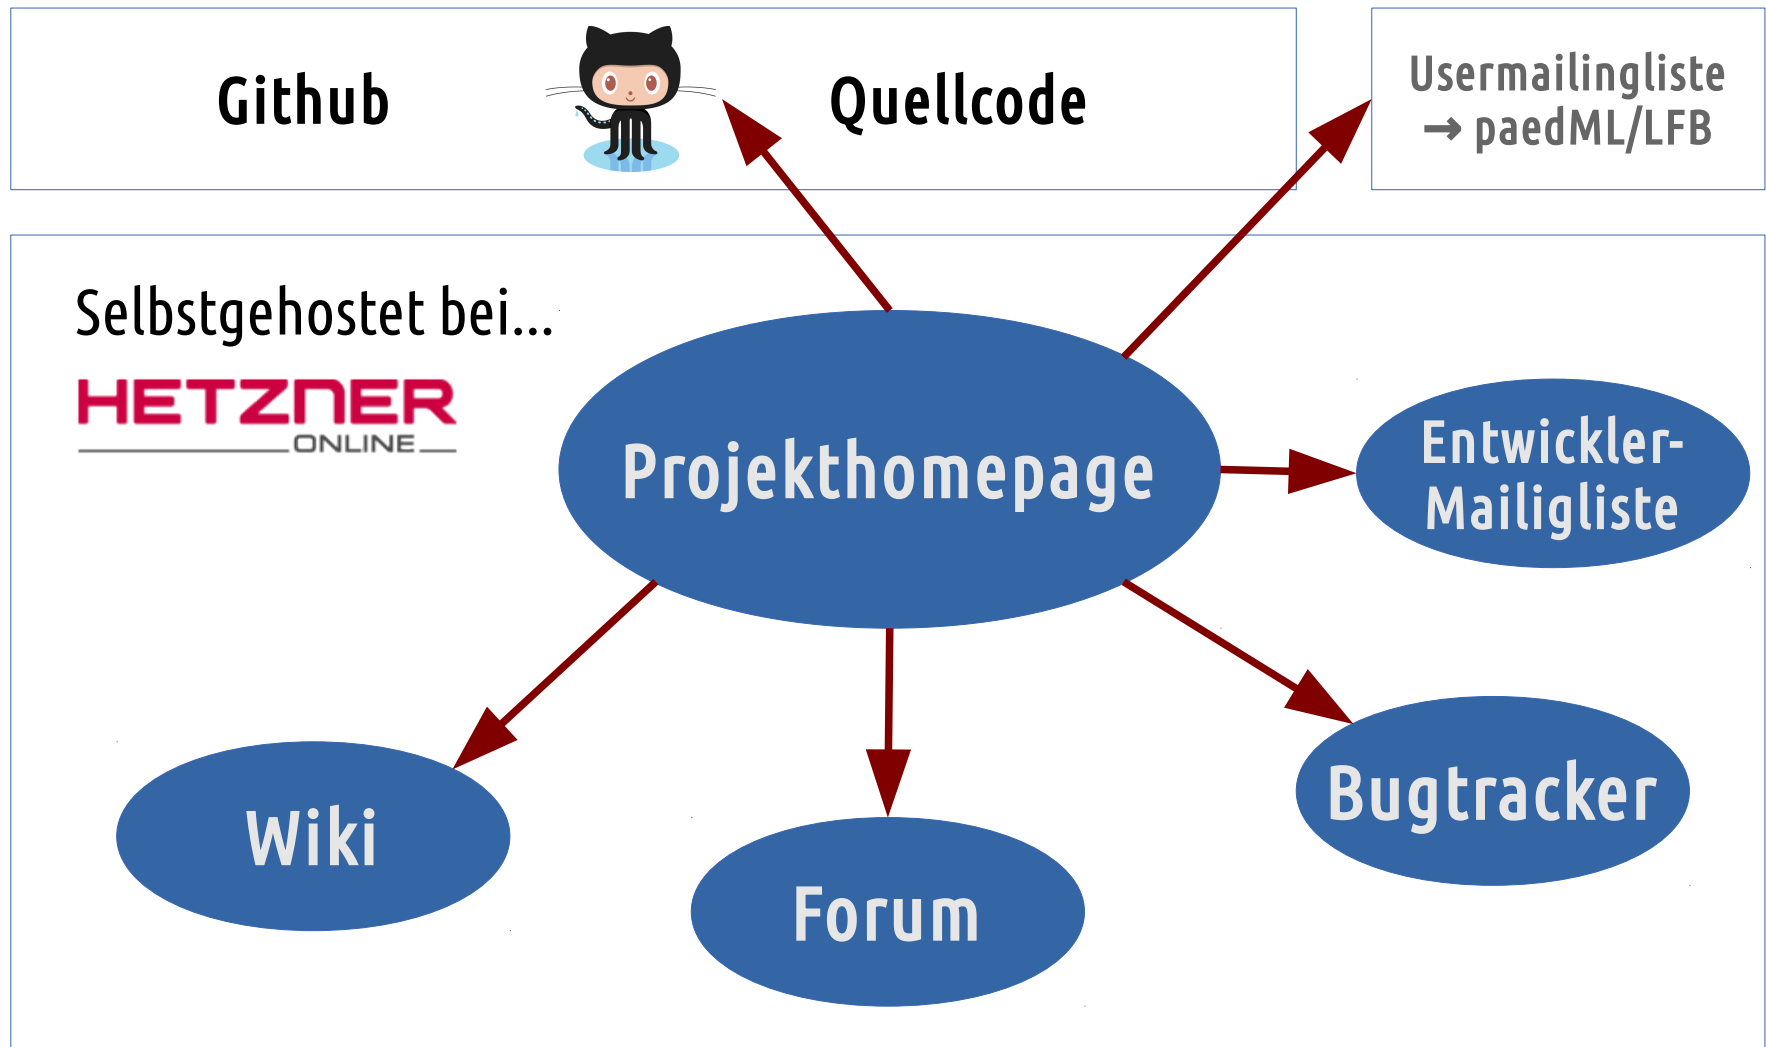 Github
Quellcode
Usermailingliste
→ paedML/LFB
Selbstgehostet bei...
HETZNER
ONLINE
Projekthomepage
Entwickler-
Mailigliste
Bugtracker
Wiki
Forum